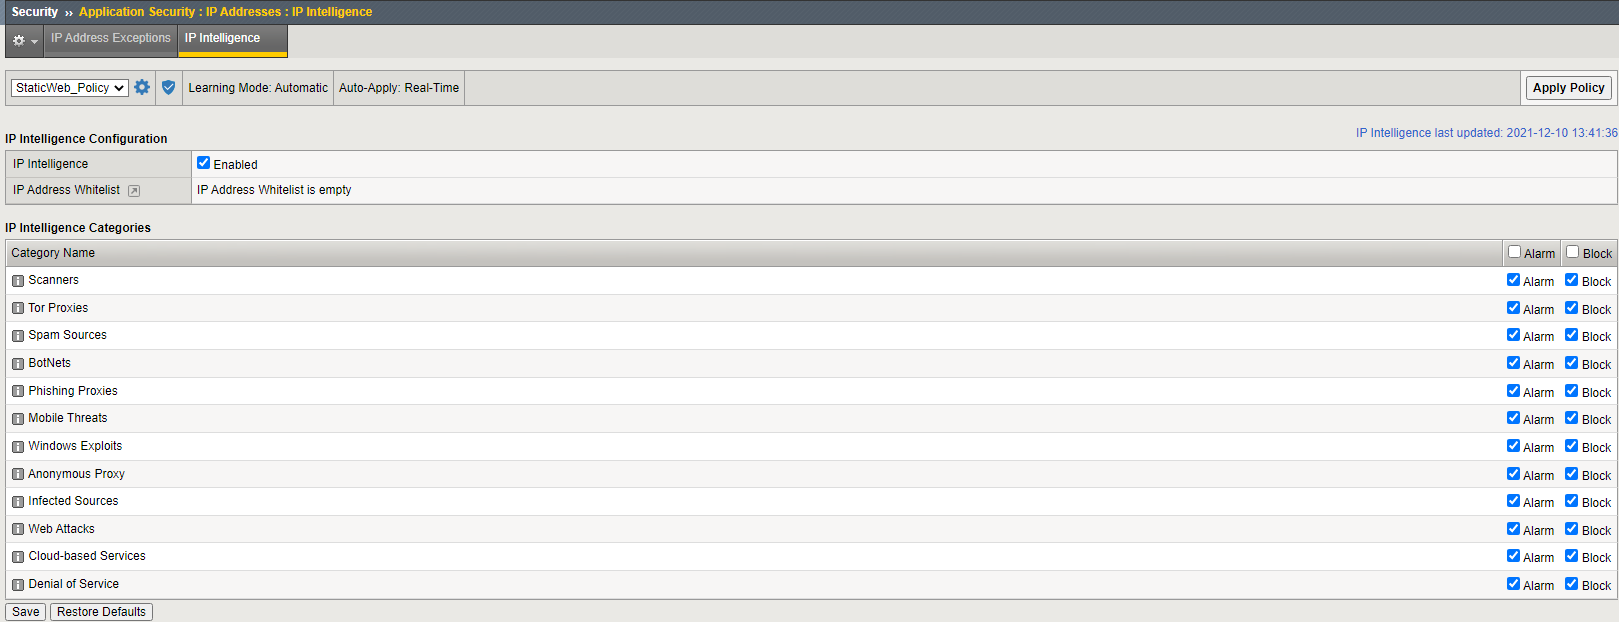 Security ›› Application Security : IP Addresses : IP Intelligence
IP Address Exceptions IP Intelligence
StaticWeb_Policy Learning Mode: Automatic Auto-Apply: Real-Time Apply Policy
IP Intelligence last updated: 2021-12-10 13:41:36
IP Intelligence Configuration
IP Intelligence Enabled
IP Address Whitelist IP Address Whitelist is empty
IP Intelligence Categories
Category Name Alarm Block
Scanners Alarm Block
Tor Proxies Alarm Block
Spam Sources Alarm Block
BotNets Alarm Block
Phishing Proxies Alarm Block
Mobile Threats Alarm Block
Windows Exploits Alarm Block
Anonymous Proxy Alarm Block
Infected Sources Alarm Block
Web Attacks Alarm Block
Cloud-based Services Alarm Block
Denial of Service Alarm Block
Save Restore Defaults